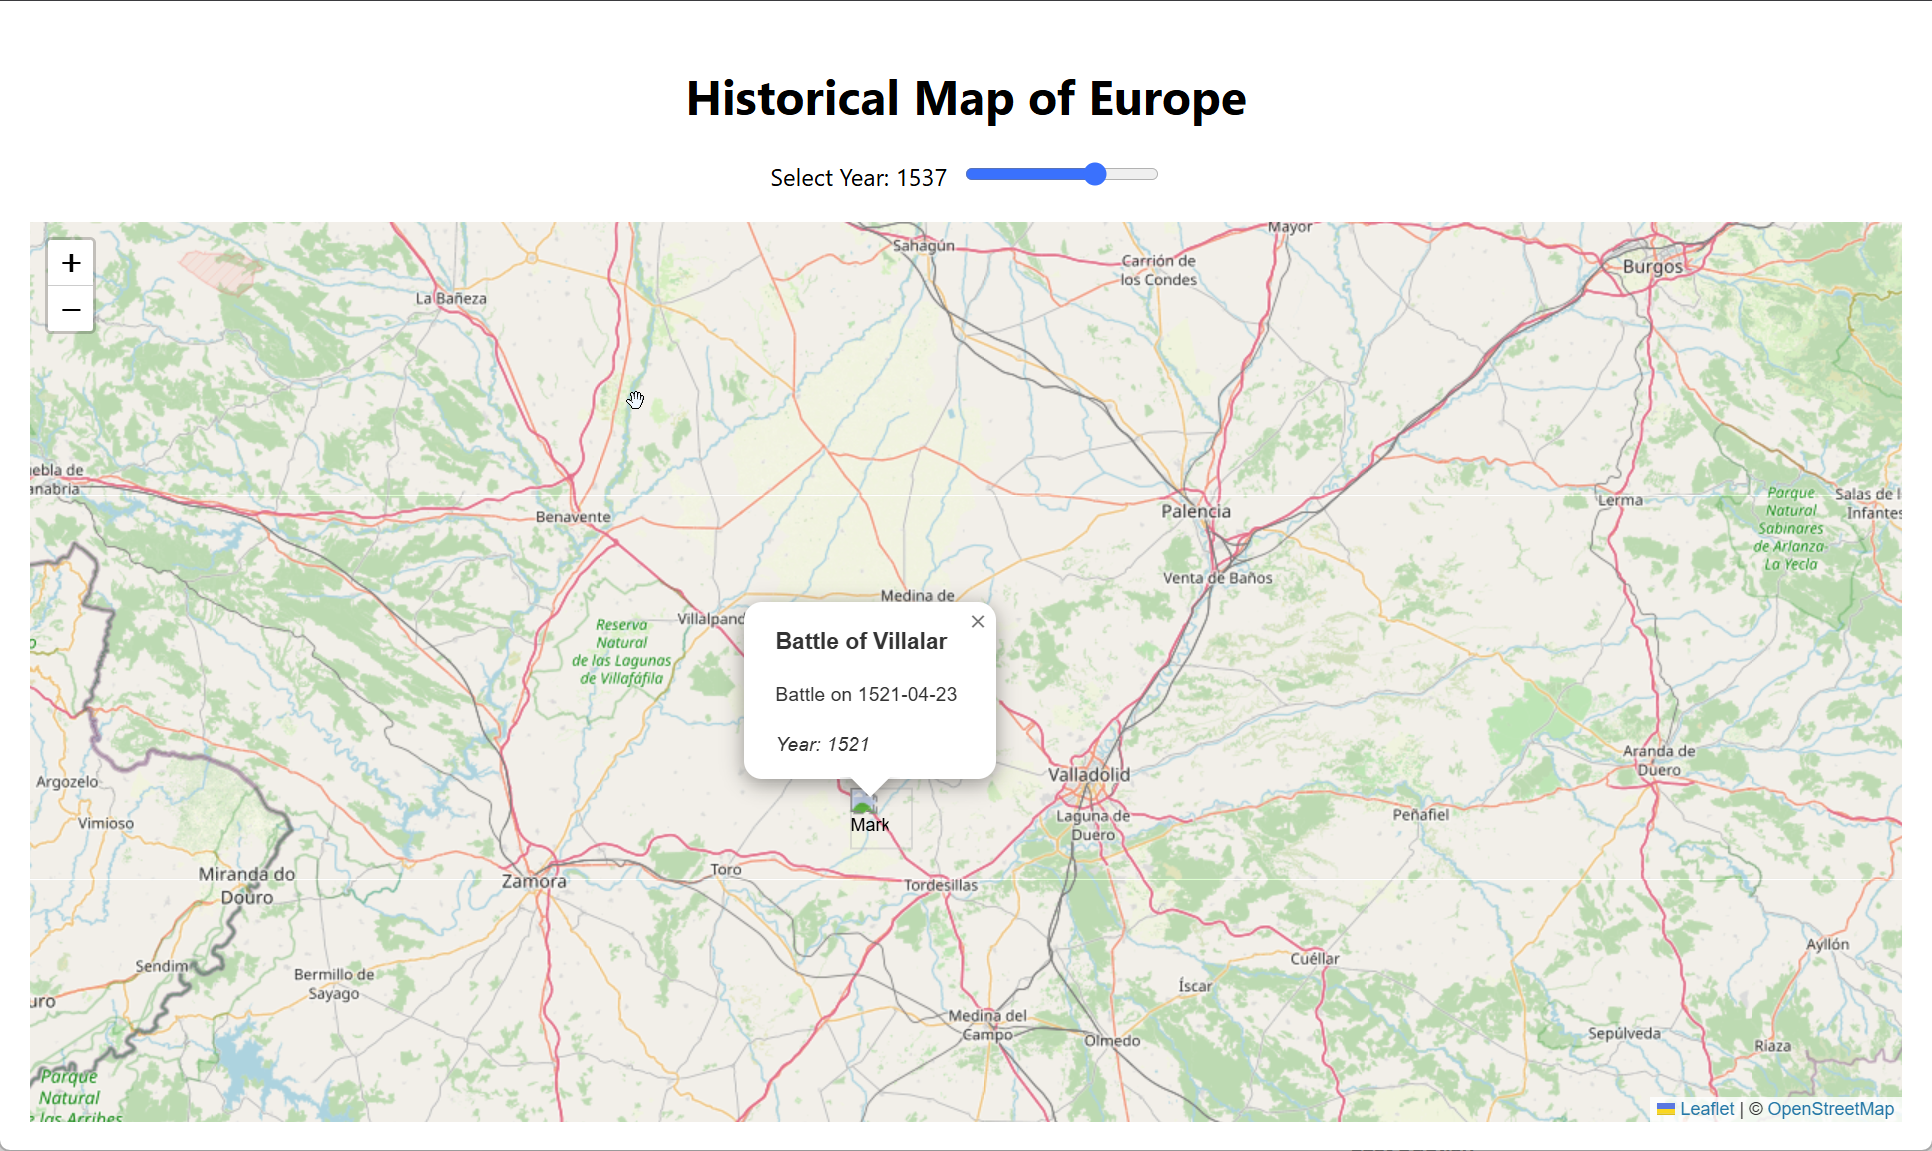 Historical Map of Europe
Select Year: 1537
+
−
Sahagún
Mayor
Carrión de
los Condes
Burgos
La Bañeza
ebla de
anabria
Benavente
Palencia
Lerma
Parque
Natural
Sabinares
de Arlanza-
La Yecla
Salas de l
Infantes
Venta de Baños
Medina de
Villalpand
Reserva
Natural
de las Lagunas
de Villafáfila
×
Battle of Villalar
Battle on 1521-04-23
Year: 1521
Mark
Valladolid
Laguna de
Duero
Aranda de
Duero
Peñafiel
Argozelo
Vimioso
Miranda do
Douro
Zamora
Toro
Tordesillas
Sendim
Bermillo de
Sayago
uro
Cuéllar
Ayllón
Íscar
Medina del
Campo
Olmedo
Sepúlveda
Riaza
Parque
Natural
e las Arribes
Leaflet | © OpenStreetMap